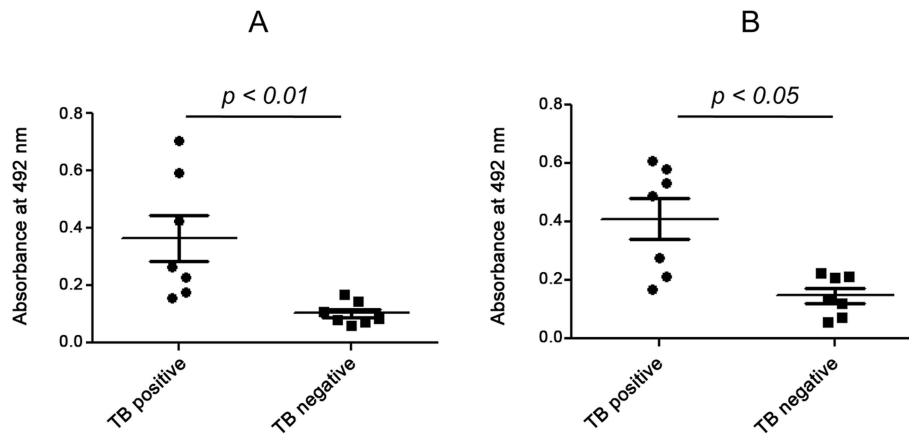 A
B
p < 0.01
p < 0.05
Absorbance at 492 nm
0.8
0.6
0.4
0.2
0.0
TB positive
TB negative
Absorbance at 492 nm
0.8
0.6
0.4
0.2
0.0
TB positive
TB negative